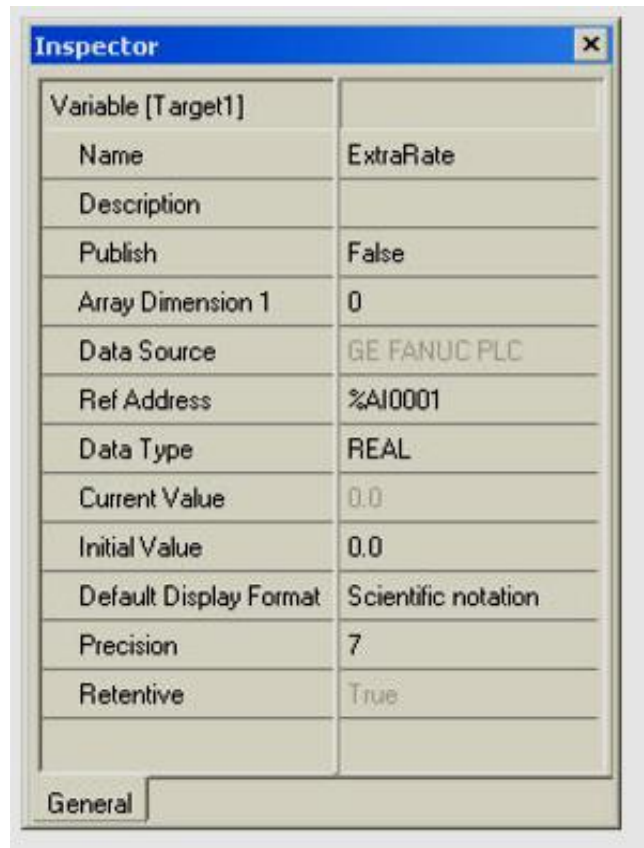 Inspector
Variable [Target1]
Name ExtraRate
Description
Publish False
Array Dimension 1 0
Data Source GE FANUC PLC
Ref Address %AI0001
Data Type REAL
Current Value 0.0
Initial Value 0.0
Default Display Format Scientific notation
Precision 7
Retentive True
General